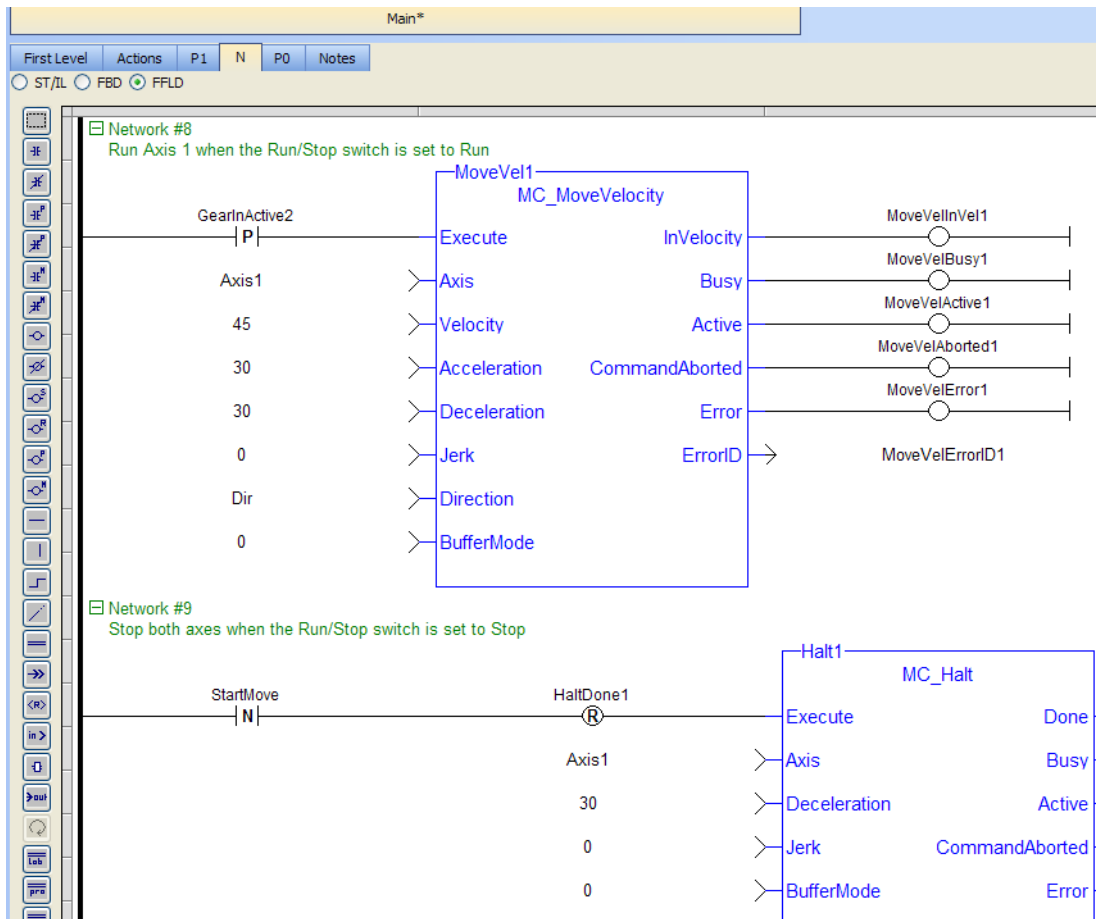 Main*
First Level Actions P1 N P0 Notes
ST/IL FBD FFLD
Network #8
Run Axis 1 when the Run/Stop switch is set to Run
MoveVel1
MC_MoveVelocity
GearInActive2 MoveVelInVel1
P Execute InVelocity
MoveVelBusy1
Axis1 Axis Busy
MoveVelActive1
45 Velocity Active
MoveVelAborted1
30 Acceleration CommandAborted
MoveVelError1
30 Deceleration Error
0 Jerk ErrorID MoveVelErrorID1
Dir Direction
0 BufferMode
Network #9
Stop both axes when the Run/Stop switch is set to Stop
Halt1
MC_Halt
StartMove HaltDone1
N R Execute Done
Axis1 Axis Busy
30 Deceleration Active
0 Jerk CommandAborted
0 BufferMode Error